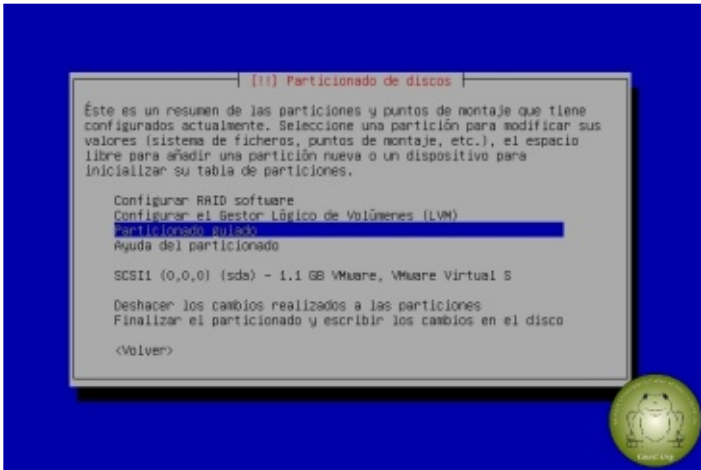 [!!] Particionado de discos
Éste es un resumen de las particiones y puntos de montaje que tiene
configurados actualmente. Seleccione una partición para modificar sus
valores (sistema de ficheros, puntos de montaje, etc.), el espacio
libre para añadir una partición nueva o un dispositivo para
inicializar su tabla de particiones.
Configurar RAID software
Configurar el Gestor Lógico de Volúmenes (LVM)
Particionado guiado
Ayuda del particionado
SCSI1 (0,0,0) (sda) - 1.1 GB VMware, VMware Virtual S
Deshacer los cambios realizados a las particiones
Finalizar el particionado y escribir los cambios en el disco
<Volver>